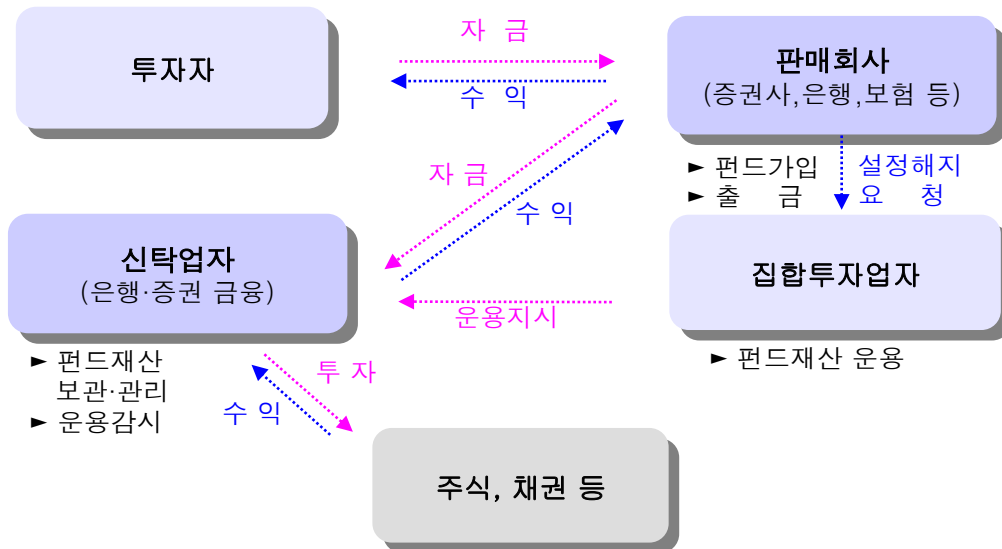 투자자
자 금
수 익
판매회사
(증권사,은행,보험 등)
► 펀드가입
► 출 금
설정해지
요 청
자 금
수 익
신탁업자
(은행·증권 금융)
집합투자업자
운용지시
► 펀드재산
보관·관리
► 운용감시
► 펀드재산 운용
투 자
수 익
주식, 채권 등